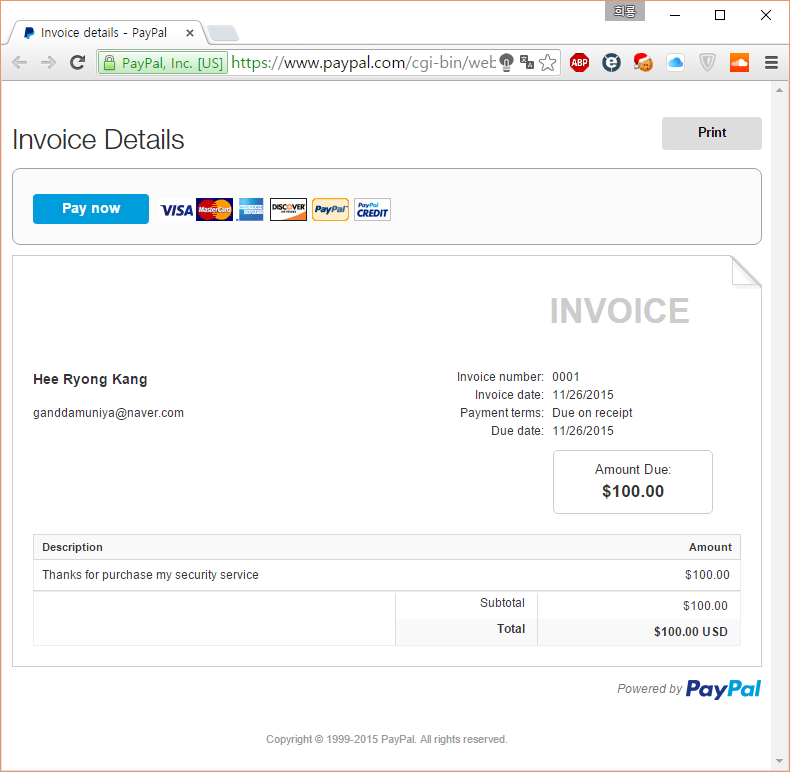 희룡
Invoice details - PayPal
PayPal, Inc. [US] https://www.paypal.com/cgi-bin/web
ABP
Invoice Details
Print
Pay now VISA MasterCard DISCOVER PayPal PayPal CREDIT
INVOICE
Hee Ryong Kang
ganddamuniya@naver.com
Invoice number: 0001
Invoice date: 11/26/2015
Payment terms: Due on receipt
Due date: 11/26/2015
Amount Due:
$100.00
Description Amount
Thanks for purchase my security service $100.00
Subtotal $100.00
Total $100.00 USD
Powered by PayPal
Copyright © 1999-2015 PayPal. All rights reserved.